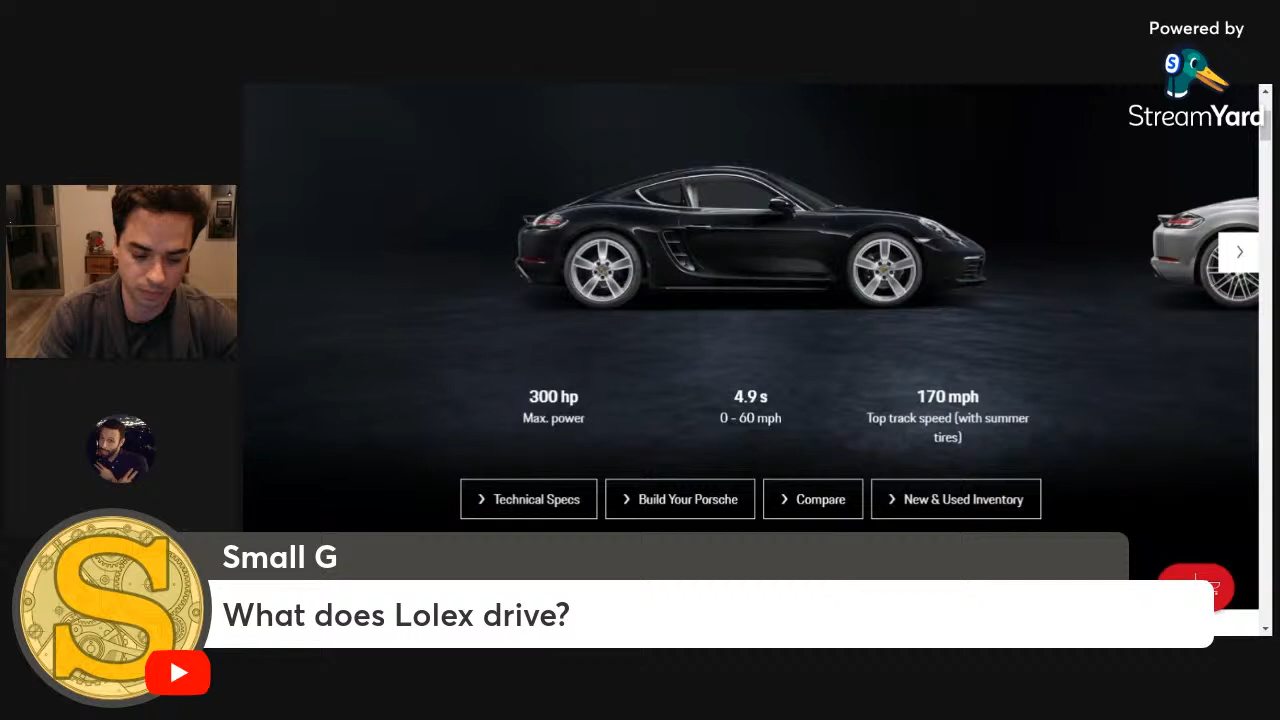 Powered by
StreamYard
300 hp
Max. power
4.9 s
0 - 60 mph
170 mph
Top track speed (with summer
tires)
Technical Specs
Build Your Porsche
Compare
New & Used Inventory
Small G
What does Lolex drive?